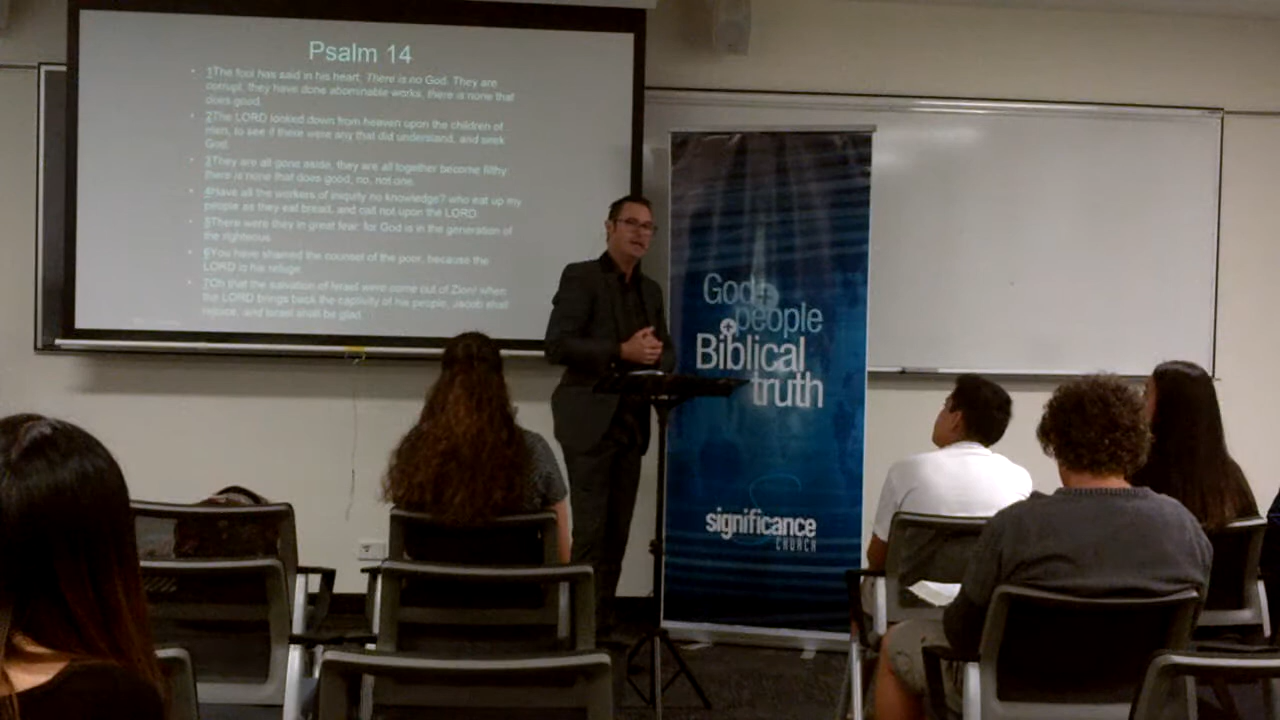 Psalm 14
• 1The fool has said in his heart, There is no God. They are
corrupt, they have done abominable works, there is none that
does good.
• 2The LORD looked down from heaven upon the children of
men, to see if there were any that did understand, and seek
God.
• 3They are all gone aside, they are all together become filthy
there is none that does good, no, not one.
• 4Have all the workers of iniquity no knowledge? who eat up my
people as they eat bread, and call not upon the LORD.
• 5There were they in great fear: for God is in the generation of
the righteous.
• 6You have shamed the counsel of the poor, because the
LORD is his refuge.
• 7Oh that the salvation of Israel were come out of Zion! when
the LORD brings back the captivity of his people, Jacob shall
rejoice, and Israel shall be glad.
God+
+people
Biblical
truth
significance
CHURCH